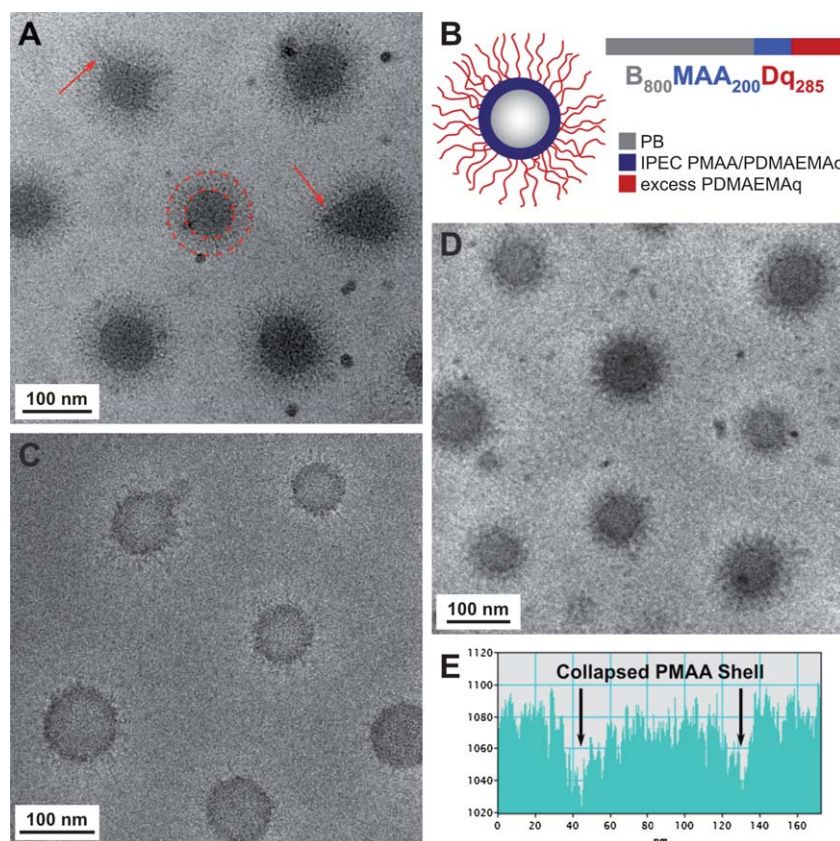 A
100 nm
B
B800MAA200Dq285
PB
IPEC PMAA/PDMAEMAq
excess PDMAEMAq
C
100 nm
D
100 nm
E
Collapsed PMAA Shell
1120
1100
1080
1060
1040
1020
0 20 40 60 80 100 120 140 160
nm